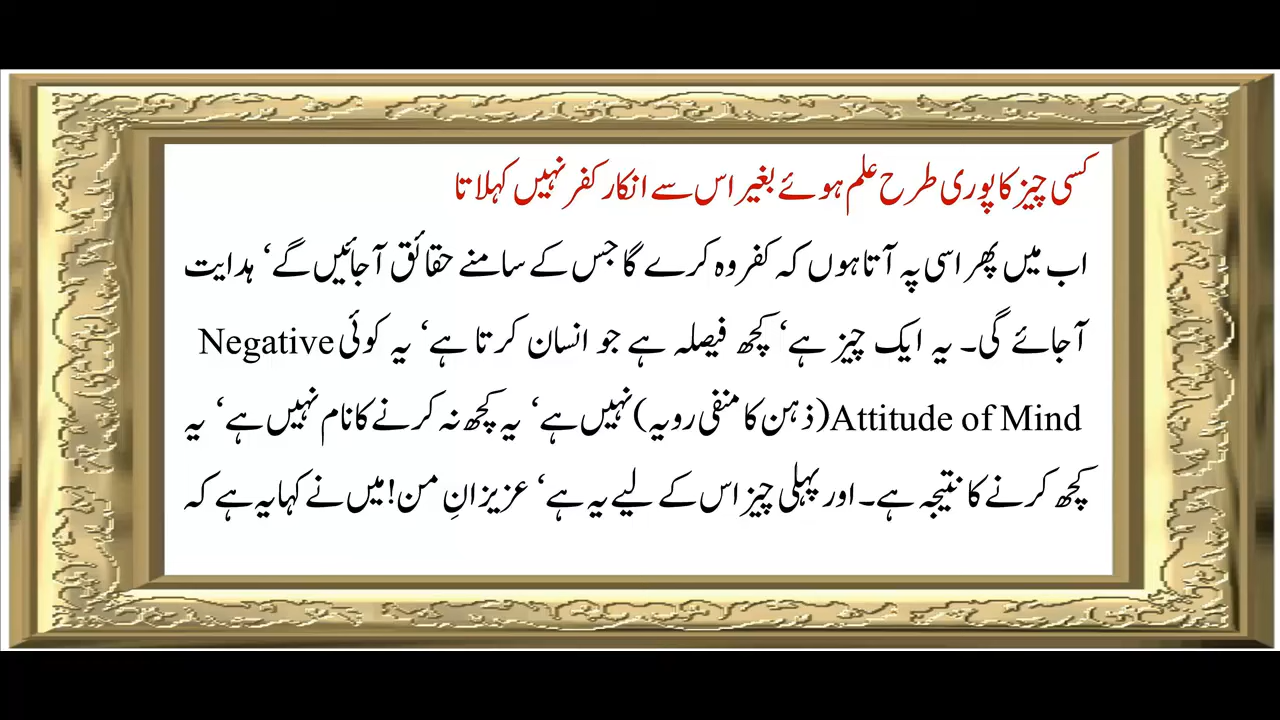 کسی چیز کا پوری طرح علم ہوئے بغیر اس سے انکار کفر نہیں کہلاتا
اب میں پھر اسی پہ آتا ہوں کہ کفر وہ کرے گا جس کے سامنے حقائق آ جائیں گے‘ ہدایت
آ جائے گی۔ یہ ایک چیز ہے‘ کچھ فیصلہ ہے جو انسان کرتا ہے‘ یہ کوئی Negative
Attitude of Mind (ذہن کا منفی رویہ) نہیں ہے‘ یہ کچھ نہ کرنے کا نام نہیں ہے‘ یہ
کچھ کرنے کا نتیجہ ہے۔ اور پہلی چیز اس کے لیے یہ ہے‘ عزیزانِ من! میں نے کہا یہ ہے کہ